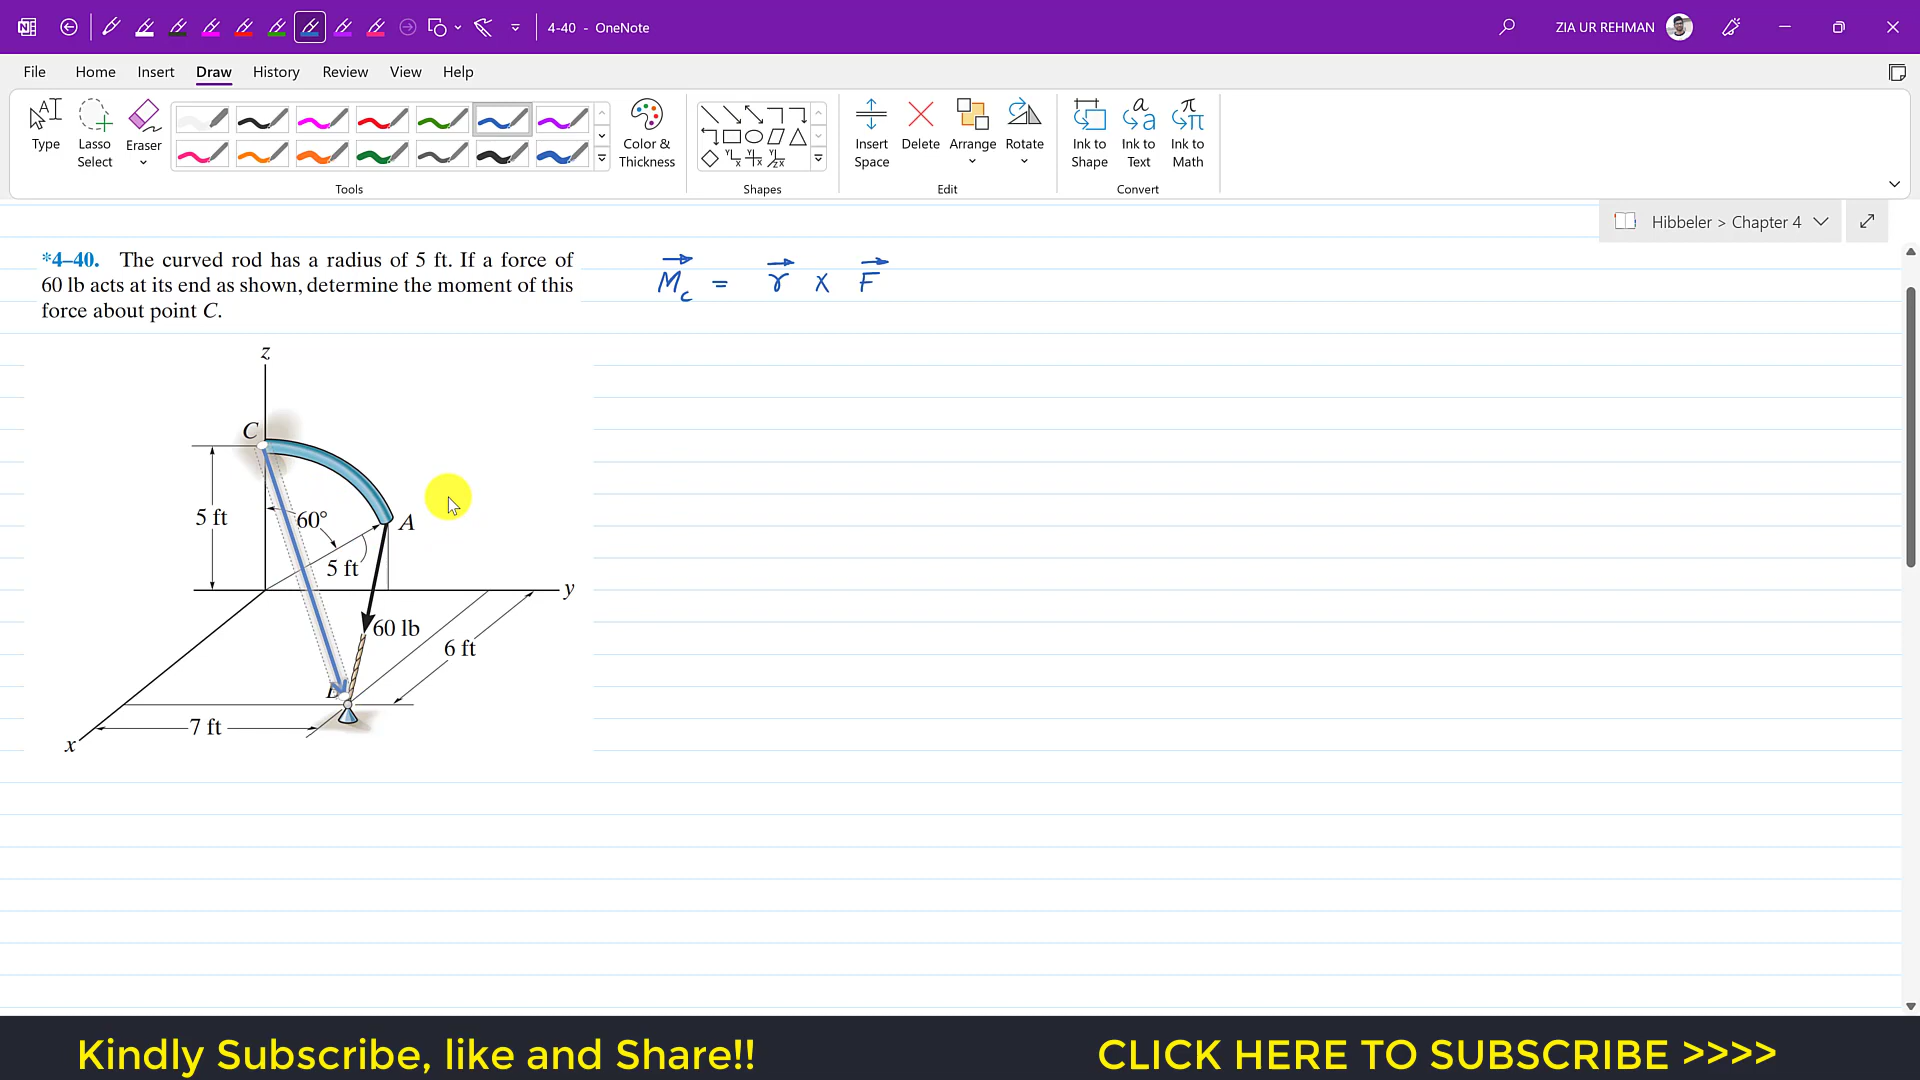 4-40 - OneNote
ZIA UR REHMAN
File Home Insert Draw History Review View Help
Type
Lasso Select
Eraser
Color & Thickness
Insert Space
Delete
Arrange
Rotate
Ink to Shape
Ink to Text
Ink to Math
Tools
Shapes
Edit
Convert
Hibbeler > Chapter 4
*4–40. The curved rod has a radius of 5 ft. If a force of
60 lb acts at its end as shown, determine the moment of this
force about point C.
M_c = r x F
z
C
5 ft
60°
A
5 ft
y
60 lb
6 ft
7 ft
x
Kindly Subscribe, like and Share!!
CLICK HERE TO SUBSCRIBE >>>>